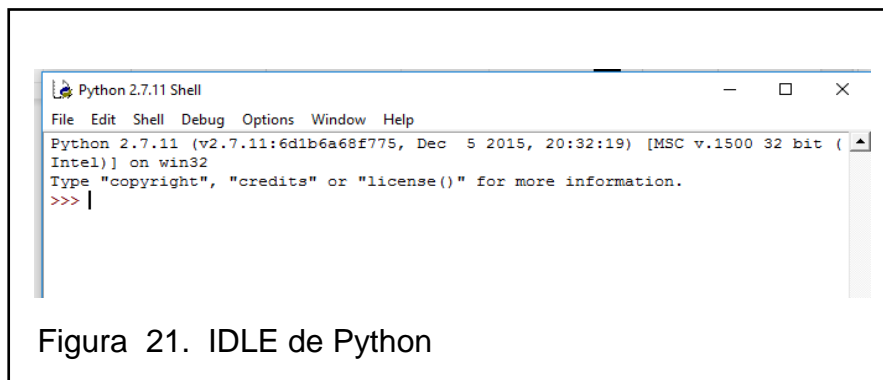 Python 2.7.11 Shell
File Edit Shell Debug Options Window Help
Python 2.7.11 (v2.7.11:6d1b6a68f775, Dec  5 2015, 20:32:19) [MSC v.1500 32 bit (
Intel)] on win32
Type "copyright", "credits" or "license()" for more information.
>>>
Figura 21. IDLE de Python